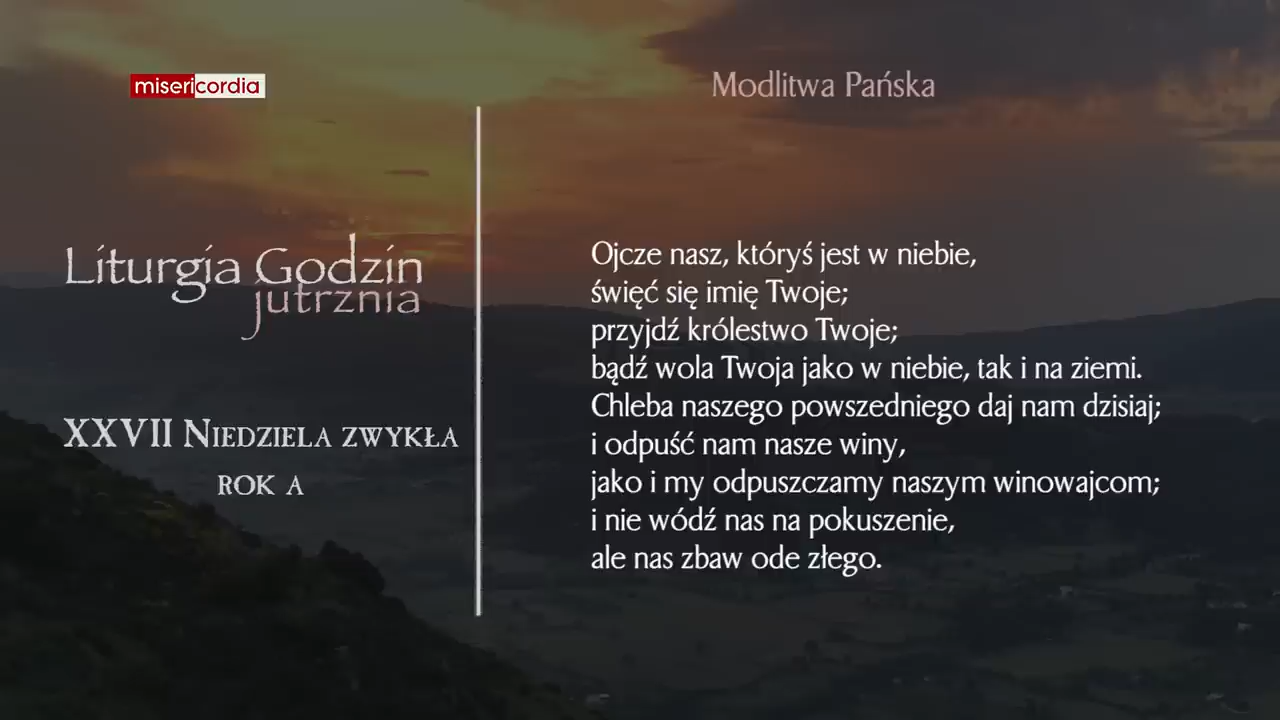 misericordia
Liturgia Godzin
jutrznia
XXVII Niedziela zwykła
rok A
Modlitwa Pańska
Ojcze nasz, któryś jest w niebie,
święć się imię Twoje;
przyjdź królestwo Twoje;
bądź wola Twoja jako w niebie, tak i na ziemi.
Chleba naszego powszedniego daj nam dzisiaj;
i odpuść nam nasze winy,
jako i my odpuszczamy naszym winowajcom;
i nie wódź nas na pokuszenie,
ale nas zbaw ode złego.